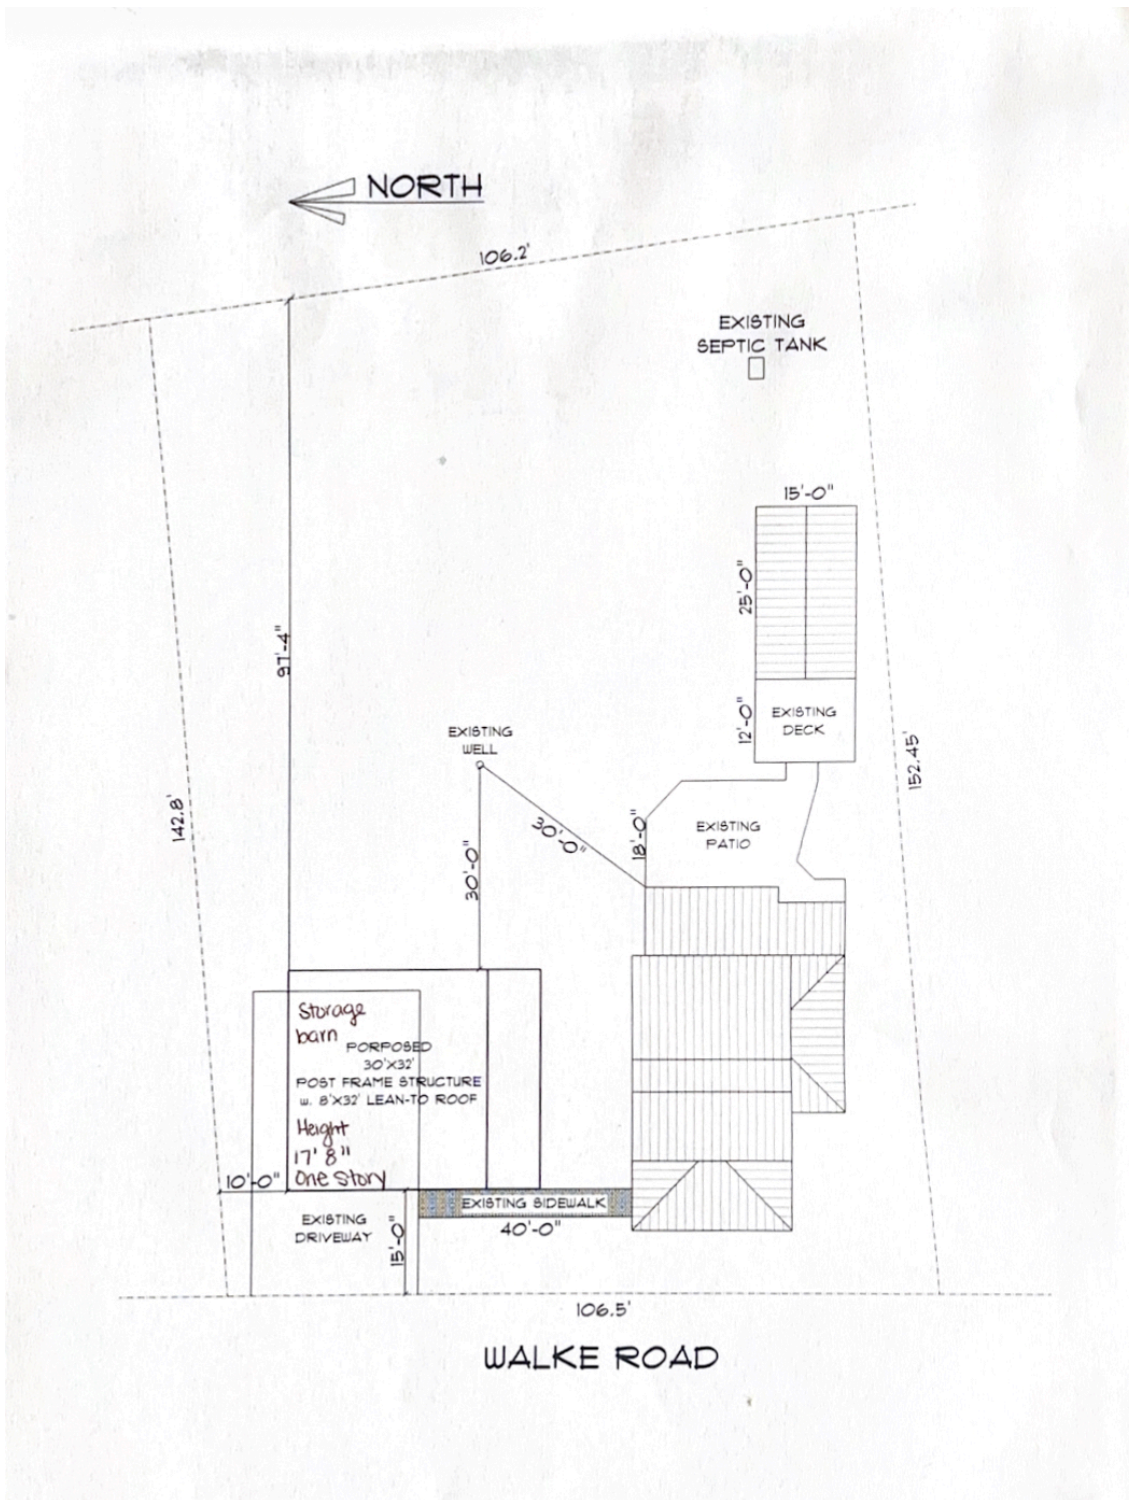 NORTH
106.2'
EXISTING
SEPTIC TANK
15'-0"
25'-0"
97'-4"
12'-0"
EXISTING
DECK
EXISTING
WELL
142.8'
152.45'
30'-0"
30'-0"
18'-0"
EXISTING
PATIO
Storage
barn
PORPOSED
30'X32'
POST FRAME STRUCTURE
w. 8'X32' LEAN-TO ROOF
Height
17' 8"
One Story
10'-0"
EXISTING SIDEWALK
40'-0"
EXISTING
DRIVEWAY
15'-0"
106.5'
WALKE ROAD